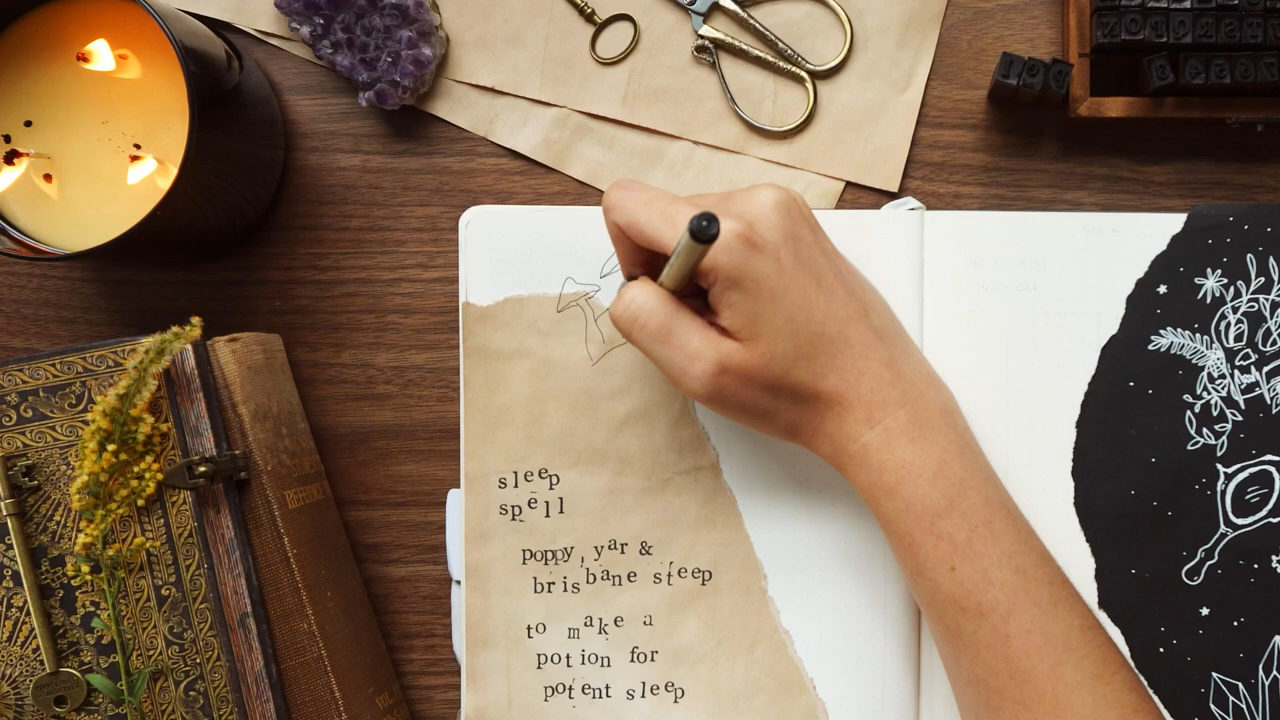 sleep
spell
poppy, yar &
brisbane steep
to make a
potion for
potent sleep